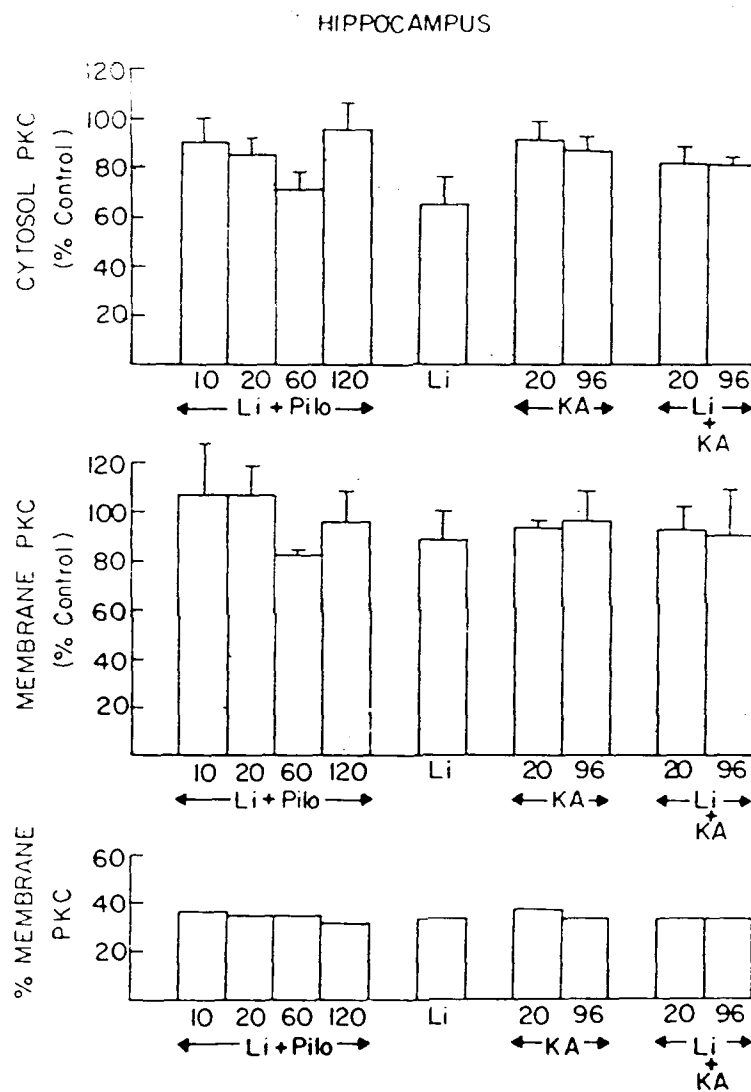 HIPPOCAMPUS
120
100
80
60
40
20
CYTOSOL PKC
(% Control)
10 20 60 120 Li 20 96 20 96
Li + Pilo KA Li
+
KA
120
100
80
60
40
20
MEMBRANE PKC
(% Control)
10 20 60 120 Li 20 96 20 96
Li + Pilo KA Li
+
KA
60
40
20
% MEMBRANE
PKC
10 20 60 120 Li 20 96 20 96
Li + Pilo KA Li
+
KA